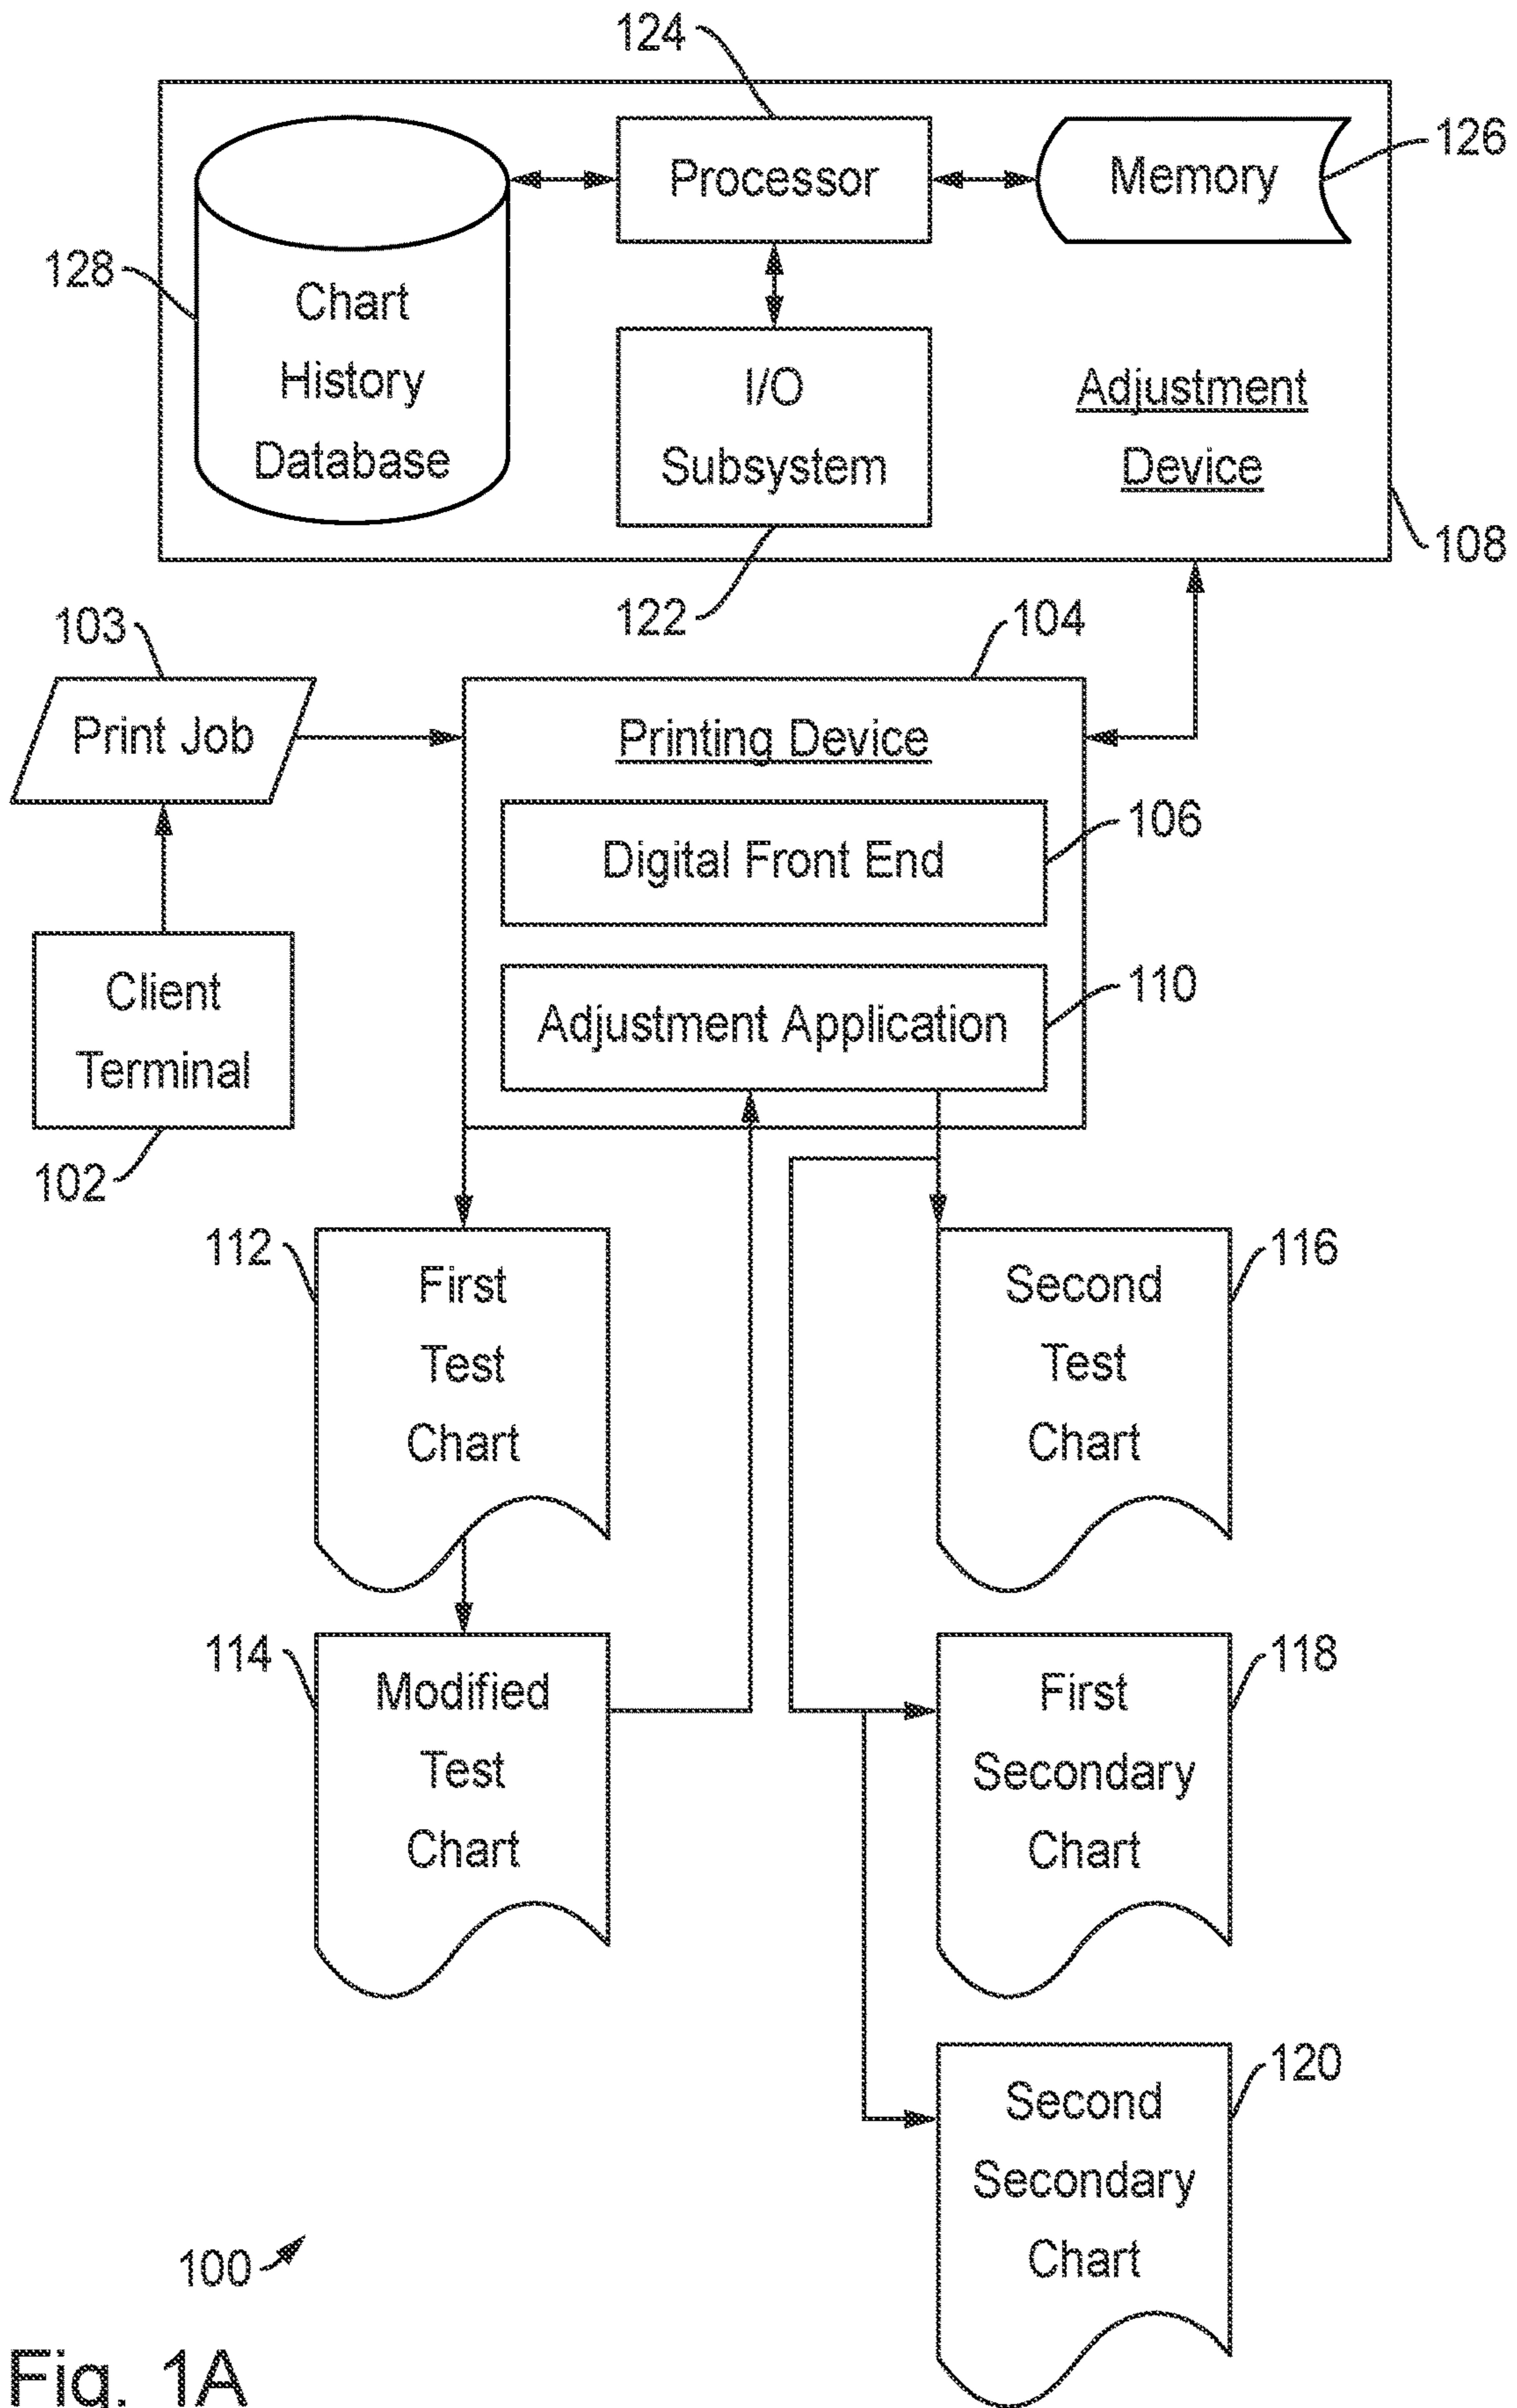 124
Processor
Memory
126
128
Chart
History
Database
I/O
Subsystem
Adjustment
Device
108
122
103
104
Print Job
Printing Device
106
Digital Front End
Client
Terminal
102
110
Adjustment Application
112
First
Test
Chart
116
Second
Test
Chart
114
Modified
Test
Chart
118
First
Secondary
Chart
120
Second
Secondary
Chart
100
Fig. 1A